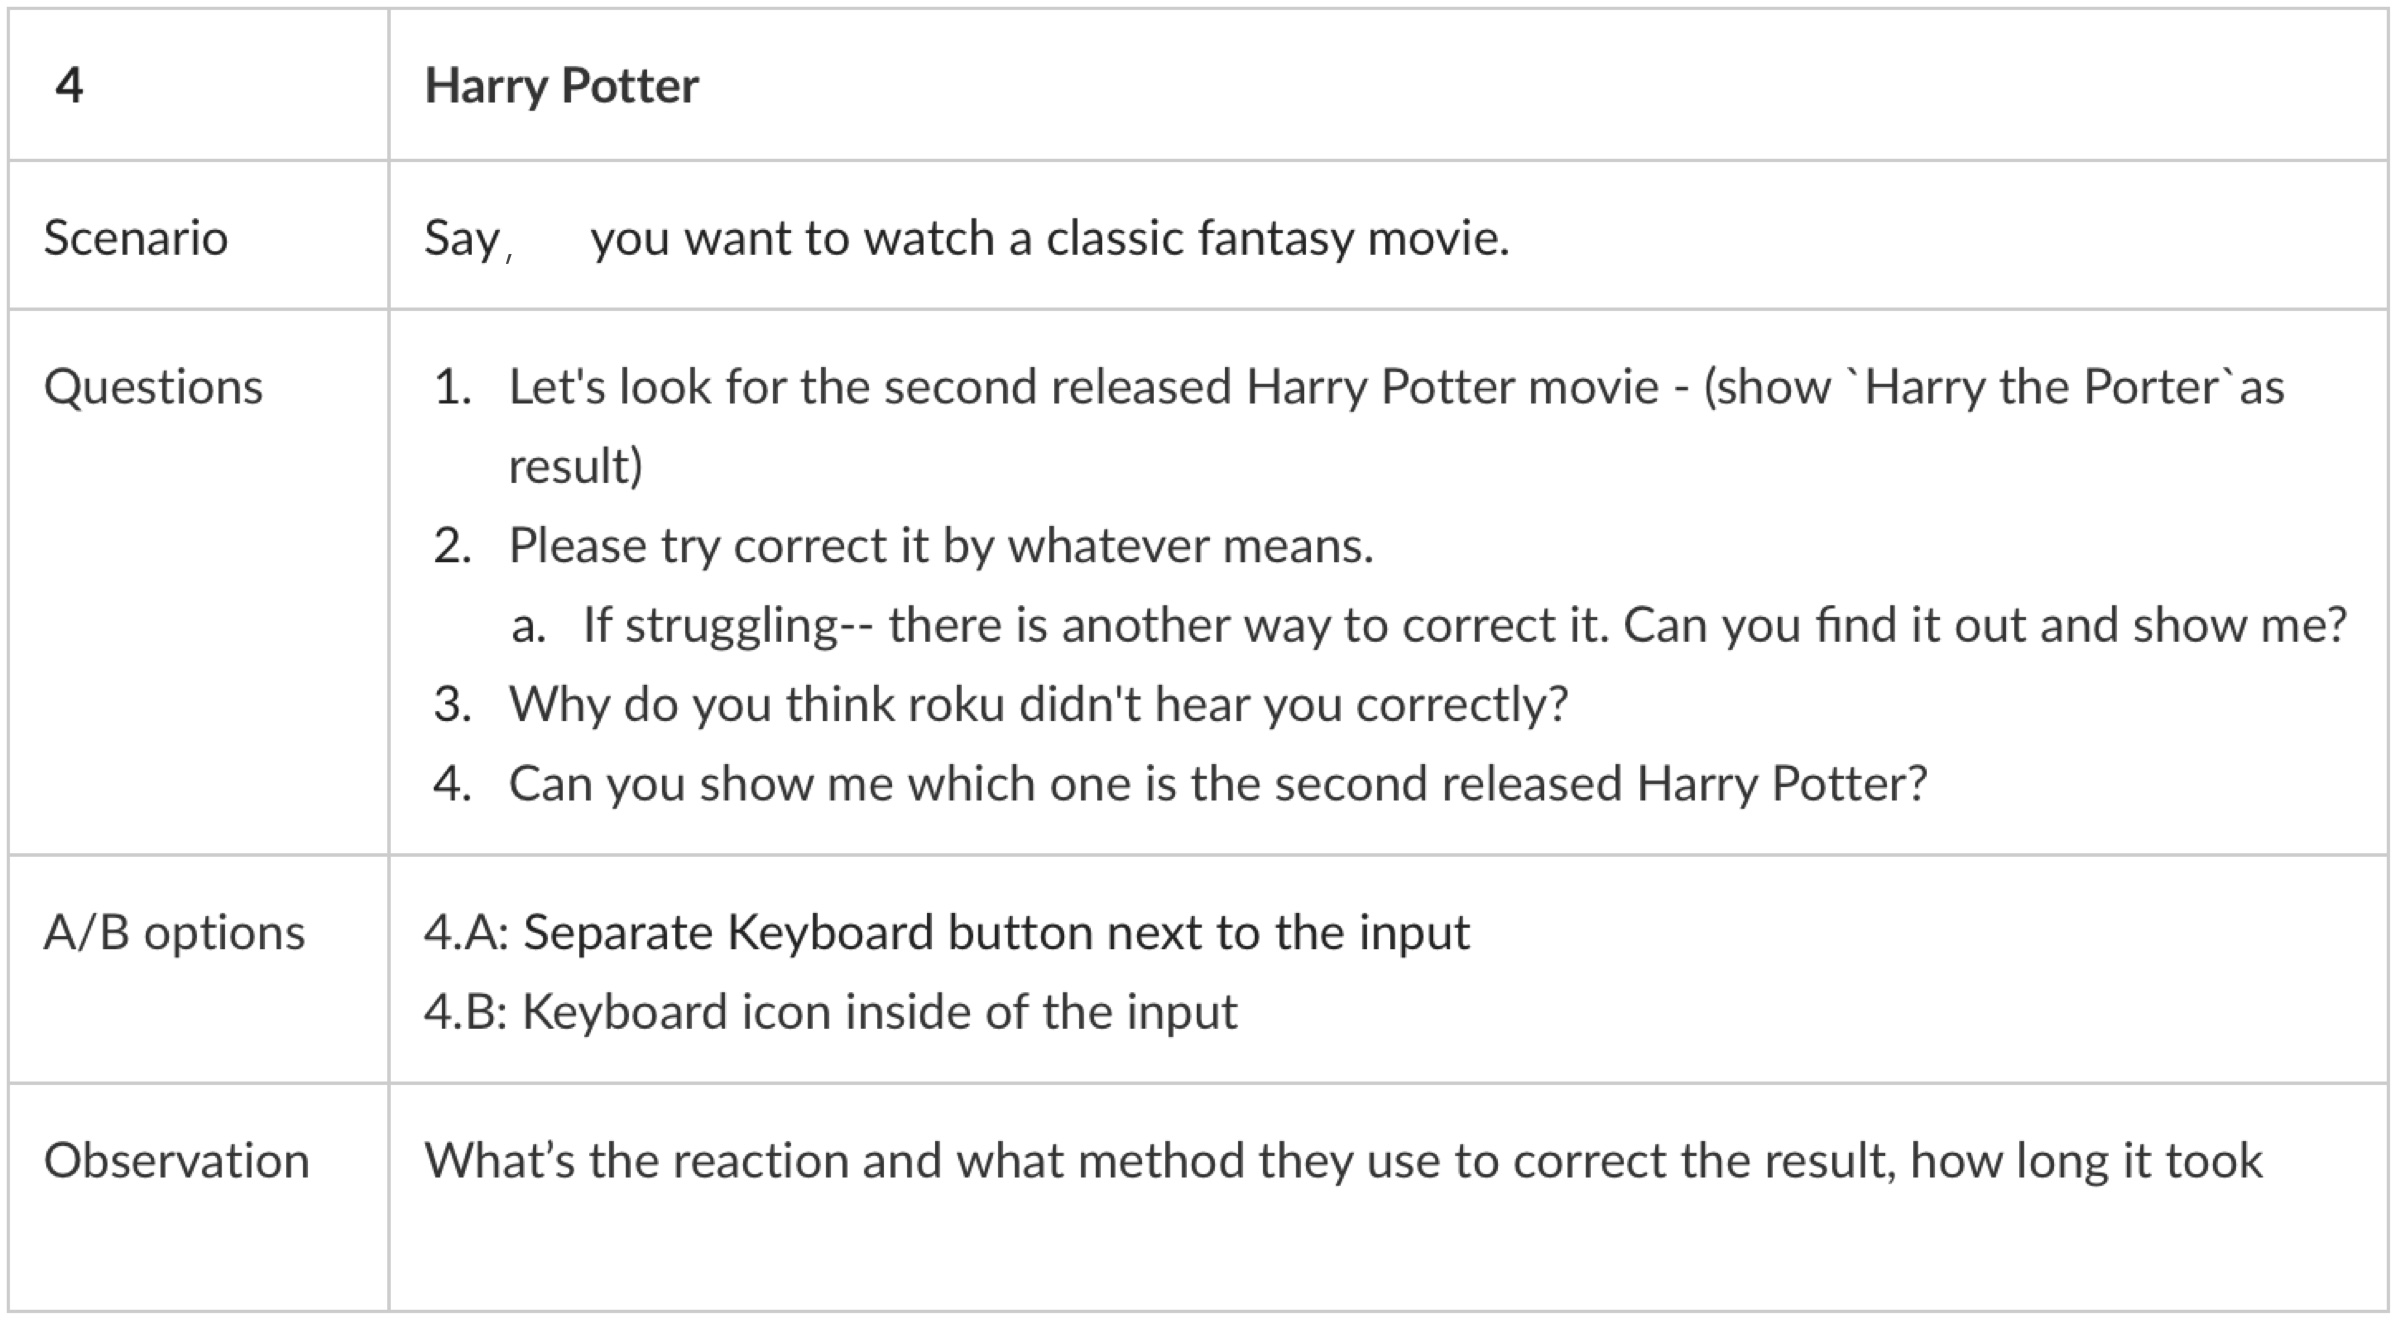 4
Harry Potter
Scenario
Say, you want to watch a classic fantasy movie.
Questions
1. Let's look for the second released Harry Potter movie - (show `Harry the Porter`as
result)
2. Please try correct it by whatever means.
a. If struggling-- there is another way to correct it. Can you find it out and show me?
3. Why do you think roku didn't hear you correctly?
4. Can you show me which one is the second released Harry Potter?
A/B options
4.A: Separate Keyboard button next to the input
4.B: Keyboard icon inside of the input
Observation
What’s the reaction and what method they use to correct the result, how long it took